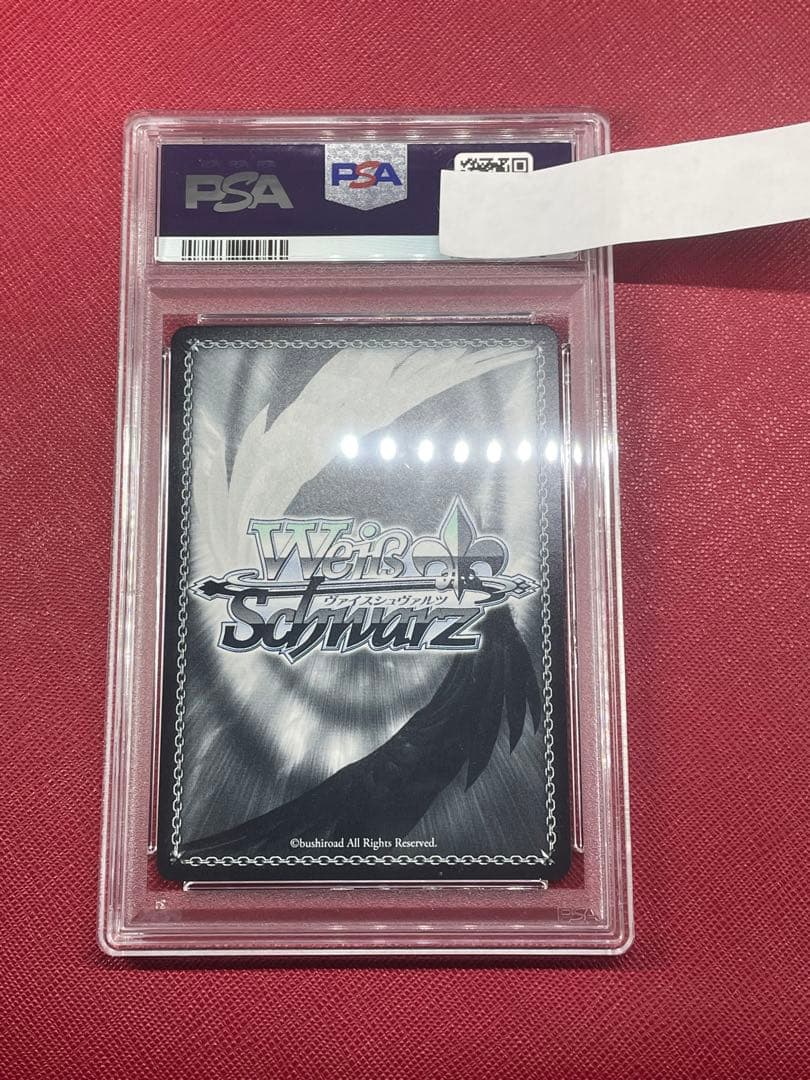 PSA
PSA
Weiß
ヴァイスシュヴァルツ
Schwarz
©bushiroad All Rights Reserved.
PSA